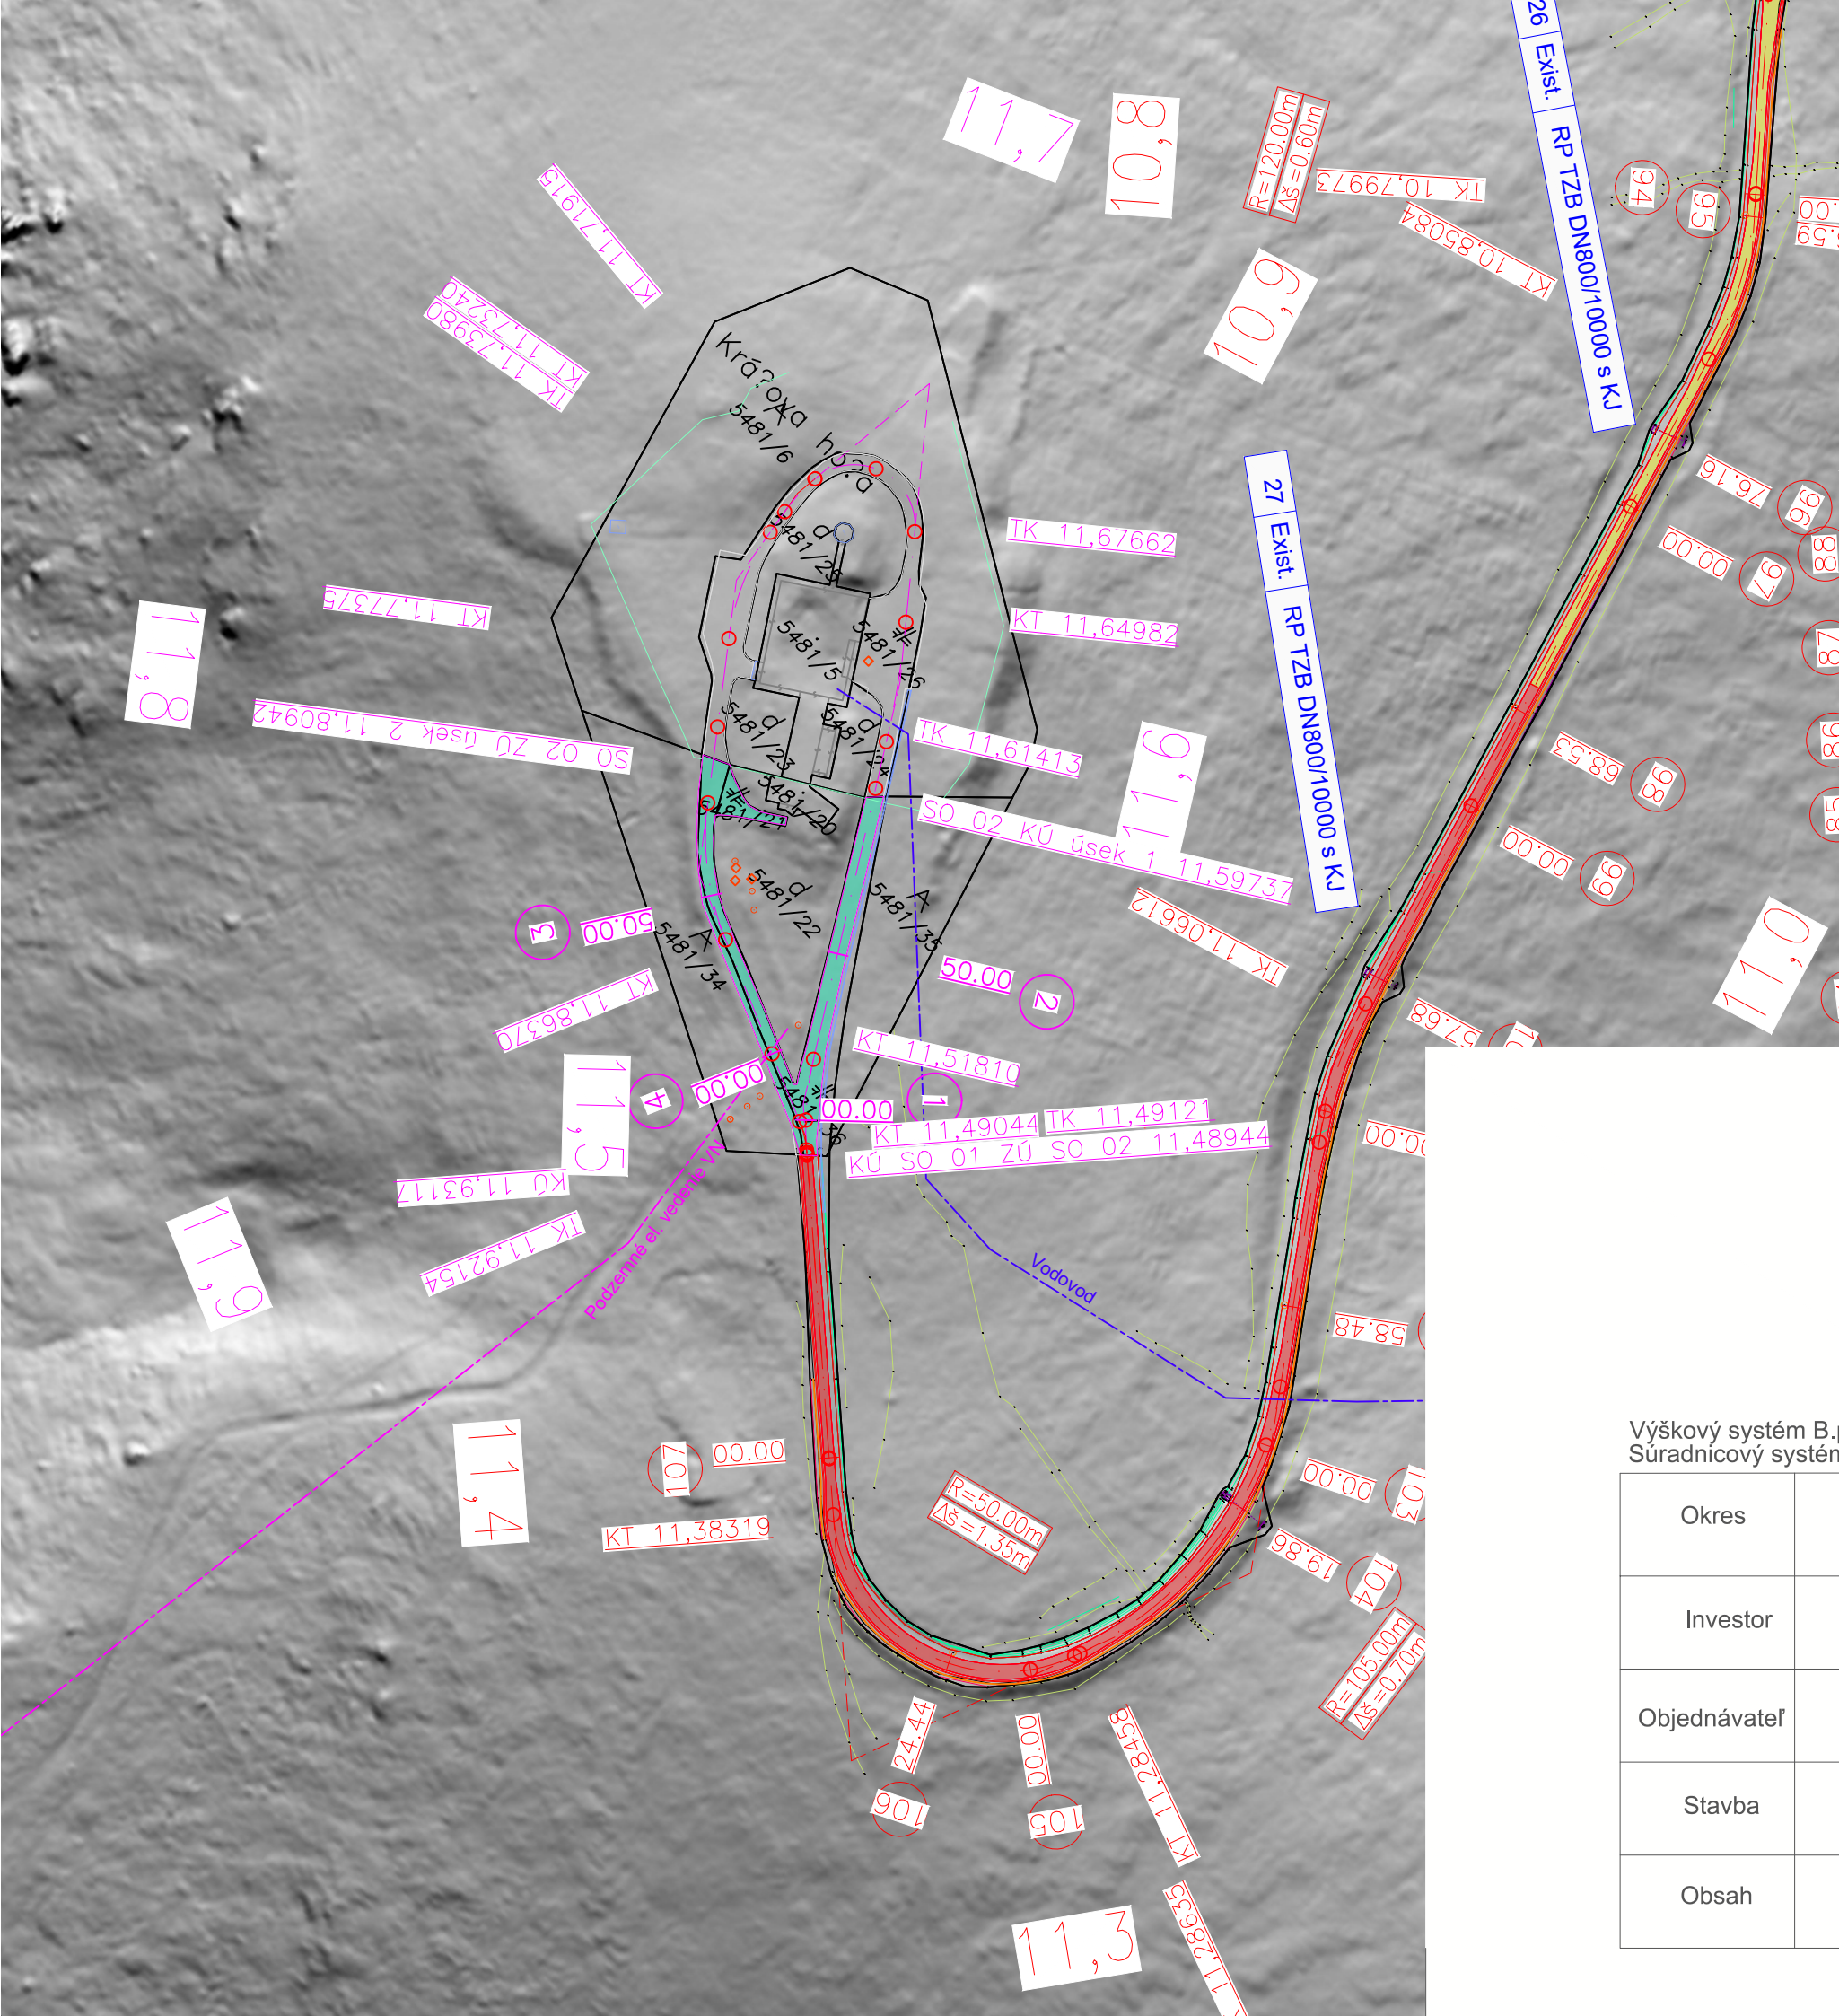 26 Exist. RP TZB DN800/10000 s KJ
11,7
10,8
R=120.00m
Δš=0.60m
TK 10,79973
KT 10,8508
94
95
.00
KT 11,71915
10,9
KT 11,73240
TK 11,73980
Krá?ova ho?a
A
5481/6
27 Exist. RP TZB DN800/10000 s KJ
76.16
96
88
00.00
97
TK 11,67662
d
5481/25
KT 11,77375
KT 11,64982
11,8
5481/5
5481/26
87
SO 02 ZÚ úsek 2 11,80942
d
5481/23
d
5481/24
TK 11,61413
11,6
68.53
98
86
5481/21
5481/20
SO 02 KÚ úsek 1 11,59737
85
00.00
99
d
5481/22
A
5481/35
TK 11,06612
11,0
3
50.00
A
5481/34
50.00
2
KT 11,86370
57.68
KT 11,51810
11,5
4
00.00
00.00
1
KT 11,49044
TK 11,49121
KÚ SO 01 ZÚ SO 02 11,48944
00.00
KÚ 11,93117
TK 11,92154
11,9
Podzemné el. vedenie VN
Vodovod
58.48
11,4
107
00.00
KT 11,38319
R=50.00m
Δš=1.35m
00.00
103
19.86
104
R=105.00m
Δš=0.70m
24.44
106
00.00
105
KT 11,28458
11,28635
11,3
Výškový systém B.
Súradnicový systém
Okres
Investor
Objednávateľ
Stavba
Obsah